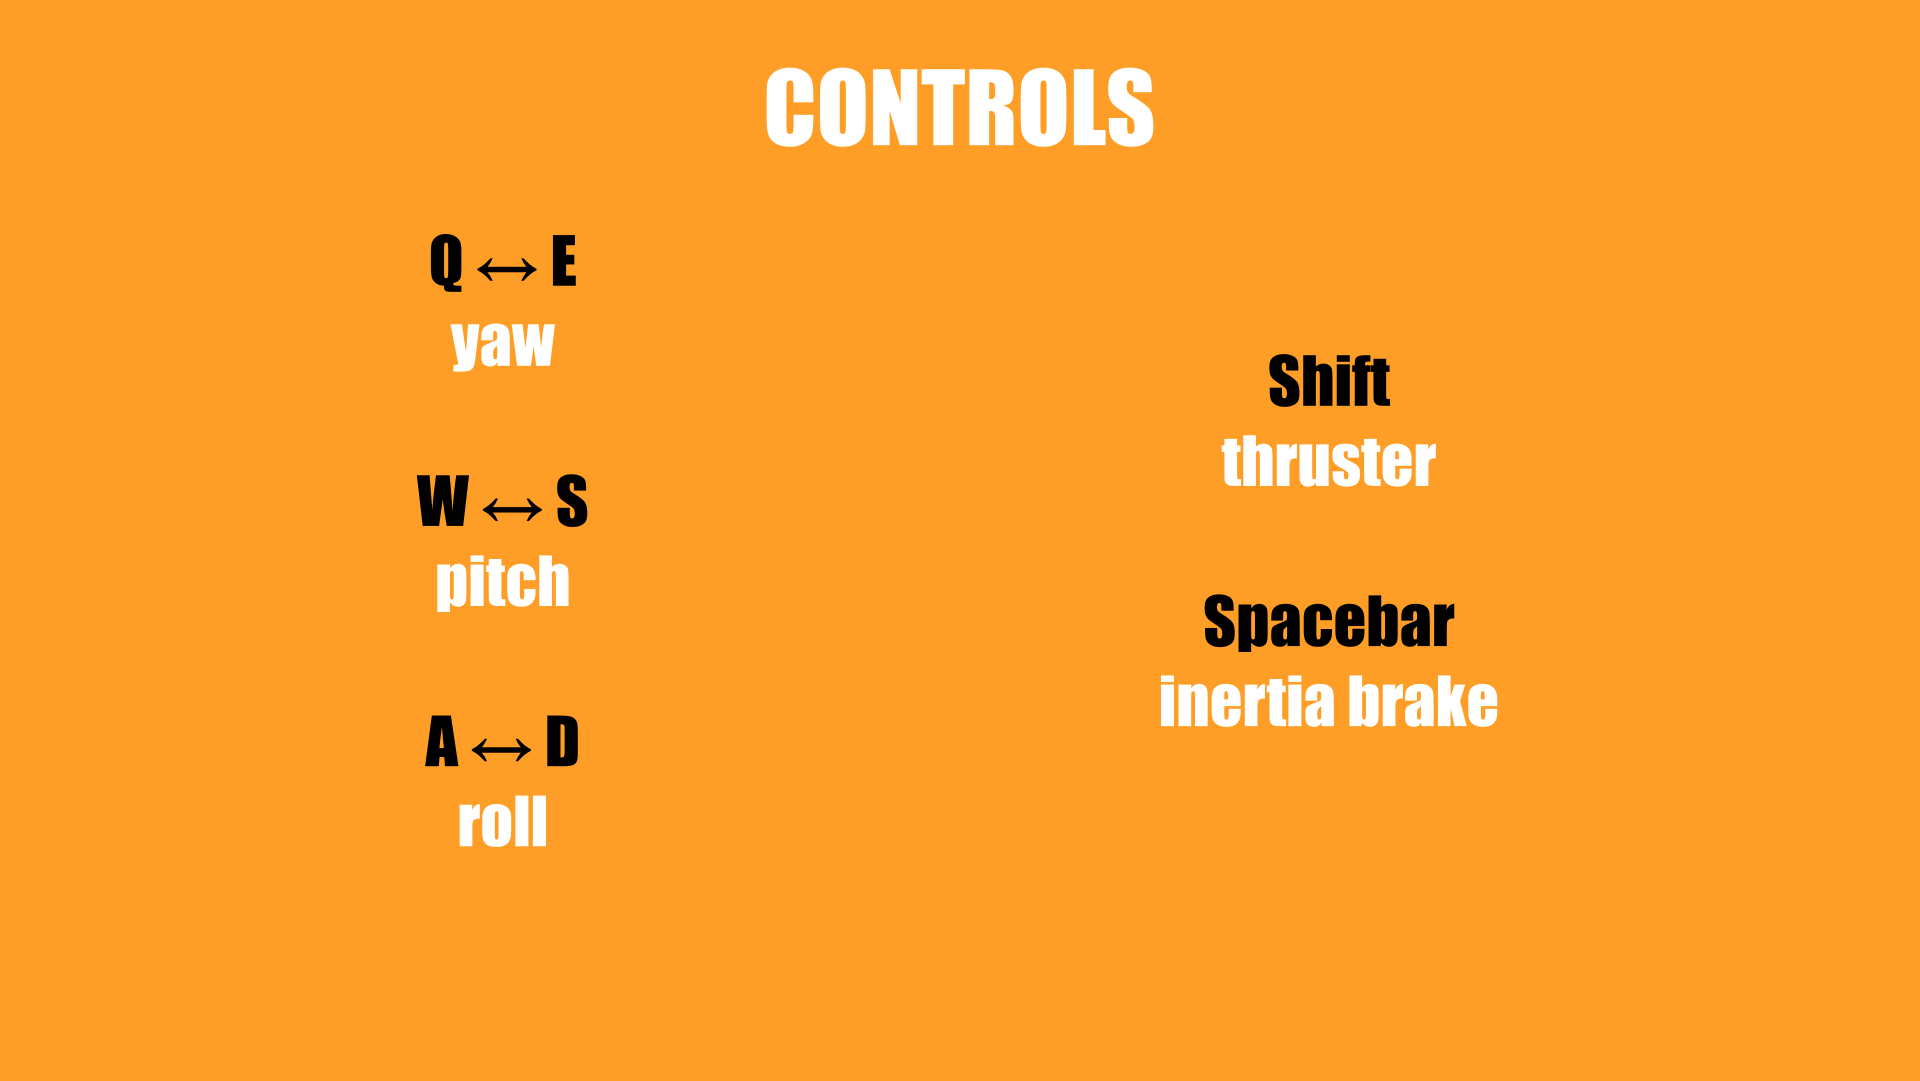 CONTROLS
Q ↔ E
yaw
W ↔ S
pitch
A ↔ D
roll
Shift
thruster
Spacebar
inertia brake